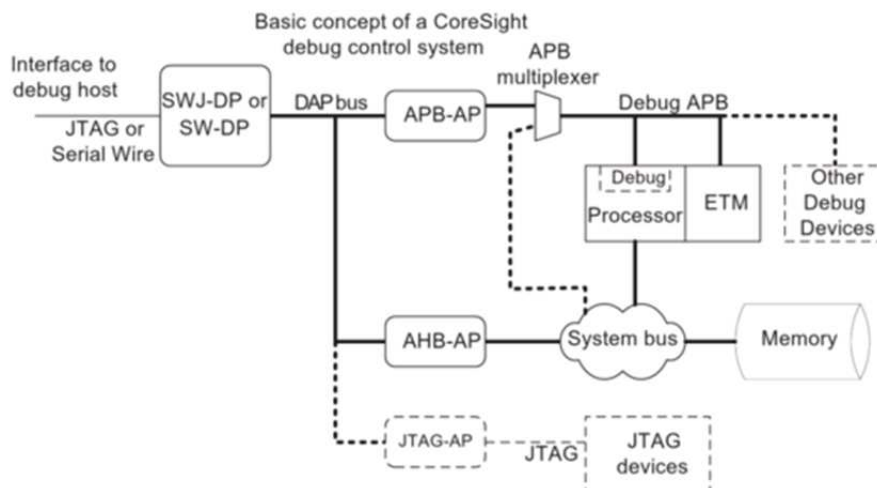 Basic concept of a CoreSight
debug control system
Interface to
debug host
JTAG or
Serial Wire
SWJ-DP or
SW-DP
DAP bus
APB-AP
APB
multiplexer
Debug APB
Debug
Processor
ETM
Other
Debug
Devices
AHB-AP
System bus
Memory
JTAG-AP
JTAG
JTAG
devices